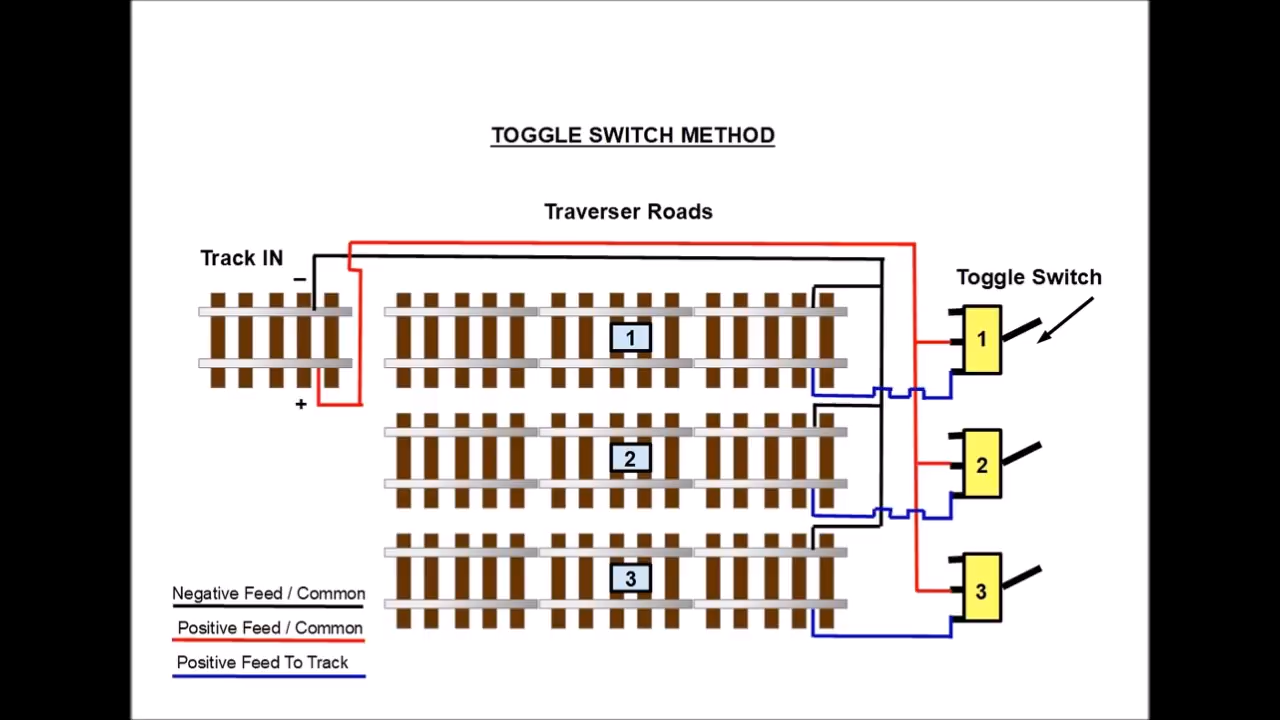 TOGGLE SWITCH METHOD
Traverser Roads
Track IN
–
Toggle Switch
1
1
+
2
2
3
3
Negative Feed / Common
Positive Feed / Common
Positive Feed To Track